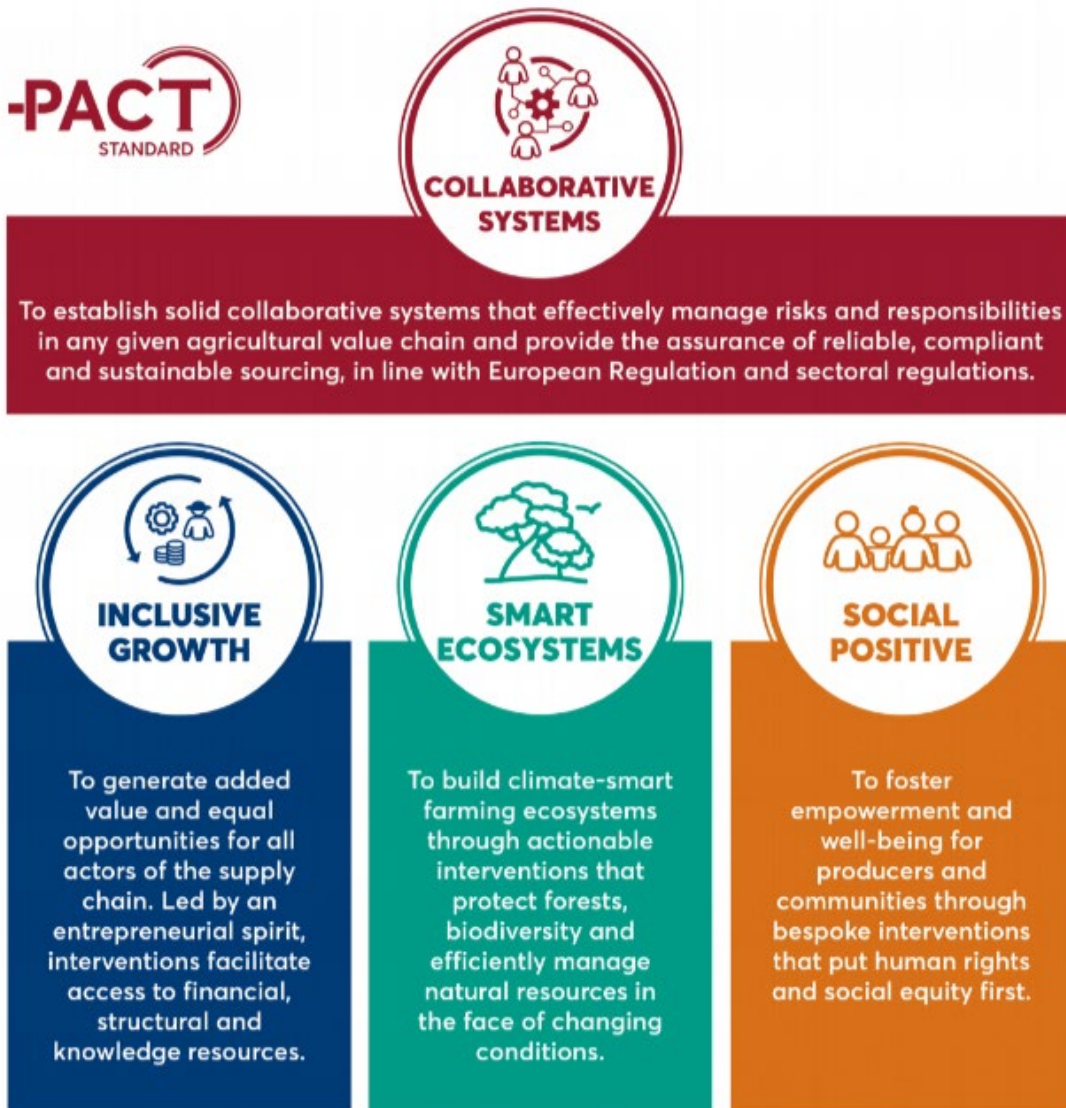 -PACT
STANDARD
COLLABORATIVE
SYSTEMS
To establish solid collaborative systems that effectively manage risks and responsibilities
in any given agricultural value chain and provide the assurance of reliable, compliant
and sustainable sourcing, in line with European Regulation and sectoral regulations.
INCLUSIVE
GROWTH
To generate added
value and equal
opportunities for all
actors of the supply
chain. Led by an
entrepreneurial spirit,
interventions facilitate
access to financial,
structural and
knowledge resources.
SMART
ECOSYSTEMS
To build climate-smart
farming ecosystems
through actionable
interventions that
protect forests,
biodiversity and
efficiently manage
natural resources in
the face of changing
conditions.
SOCIAL
POSITIVE
To foster
empowerment and
well-being for
producers and
communities through
bespoke interventions
that put human rights
and social equity first.